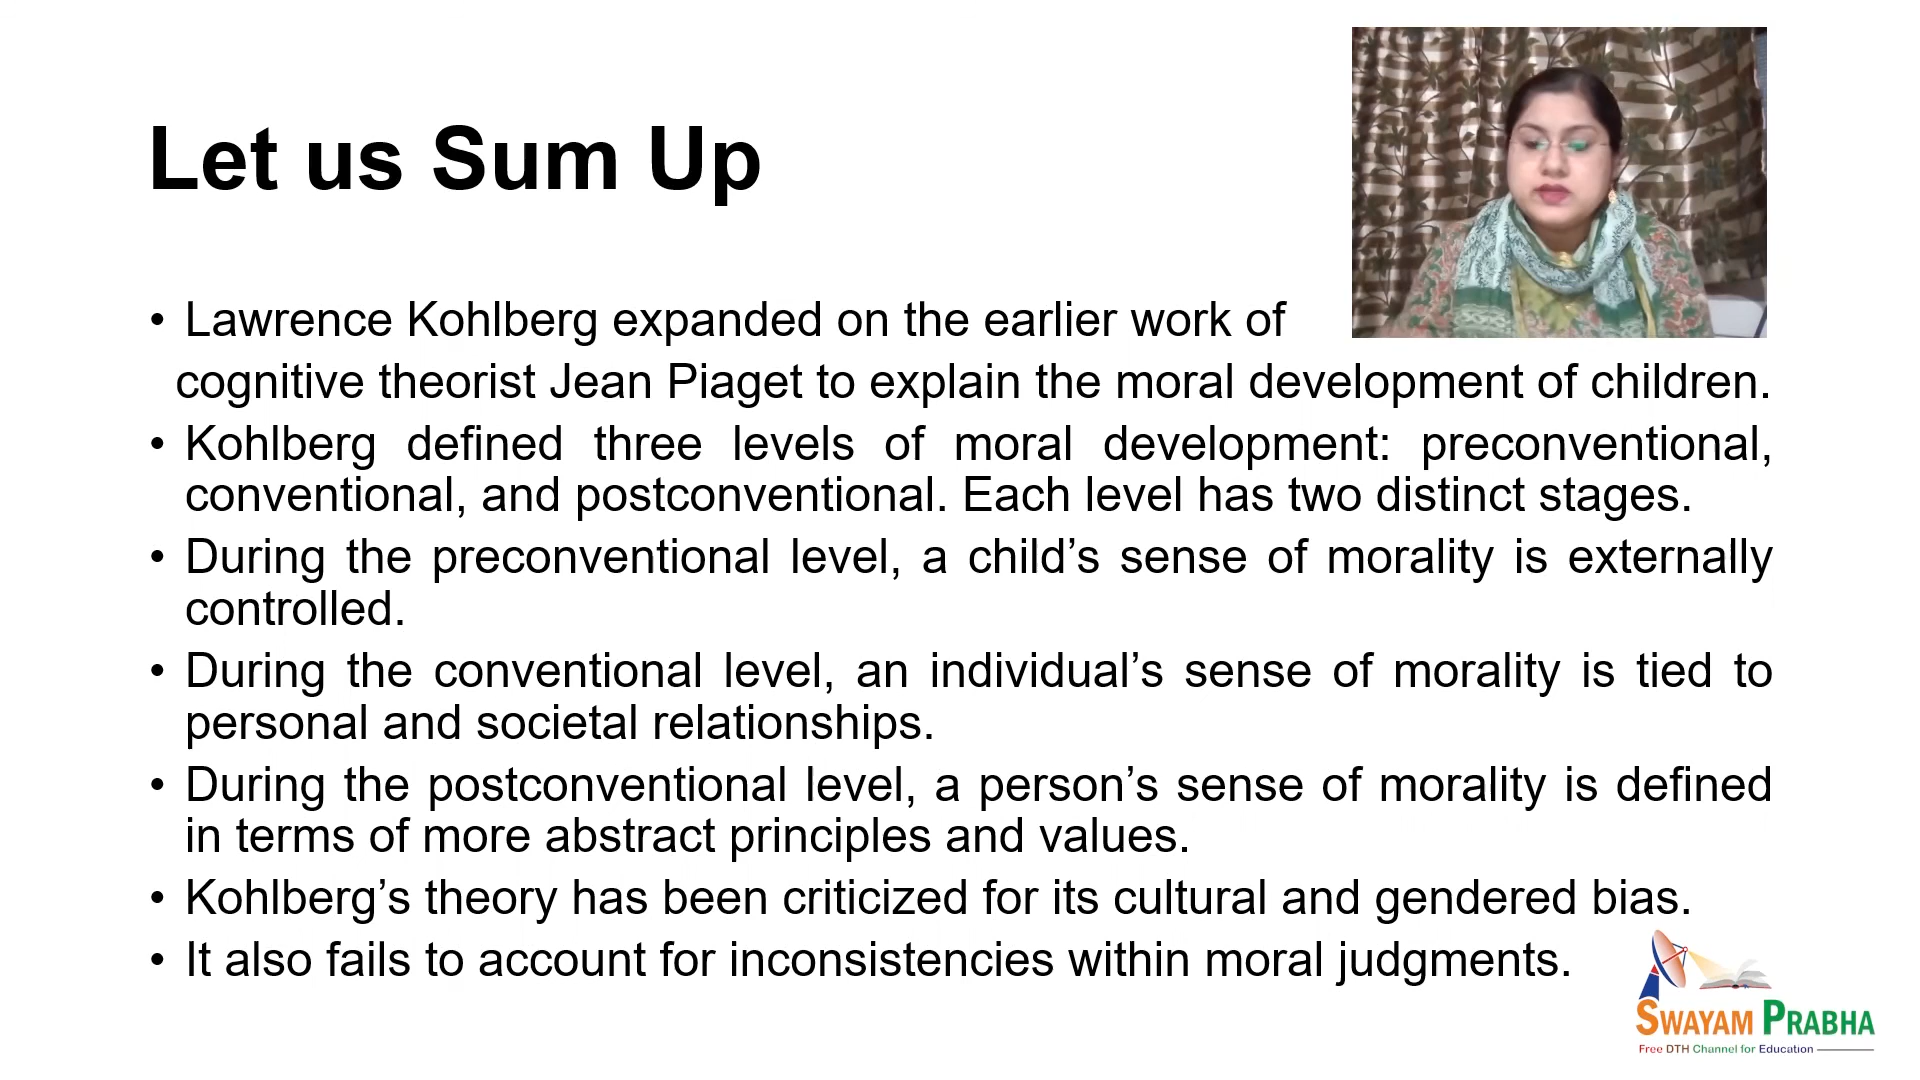 Let us Sum Up
• Lawrence Kohlberg expanded on the earlier work of
cognitive theorist Jean Piaget to explain the moral development of children.
• Kohlberg defined three levels of moral development: preconventional,
conventional, and postconventional. Each level has two distinct stages.
• During the preconventional level, a child’s sense of morality is externally
controlled.
• During the conventional level, an individual’s sense of morality is tied to
personal and societal relationships.
• During the postconventional level, a person’s sense of morality is defined
in terms of more abstract principles and values.
• Kohlberg’s theory has been criticized for its cultural and gendered bias.
• It also fails to account for inconsistencies within moral judgments.
SWAYAM PRABHA
Free DTH Channel for Education